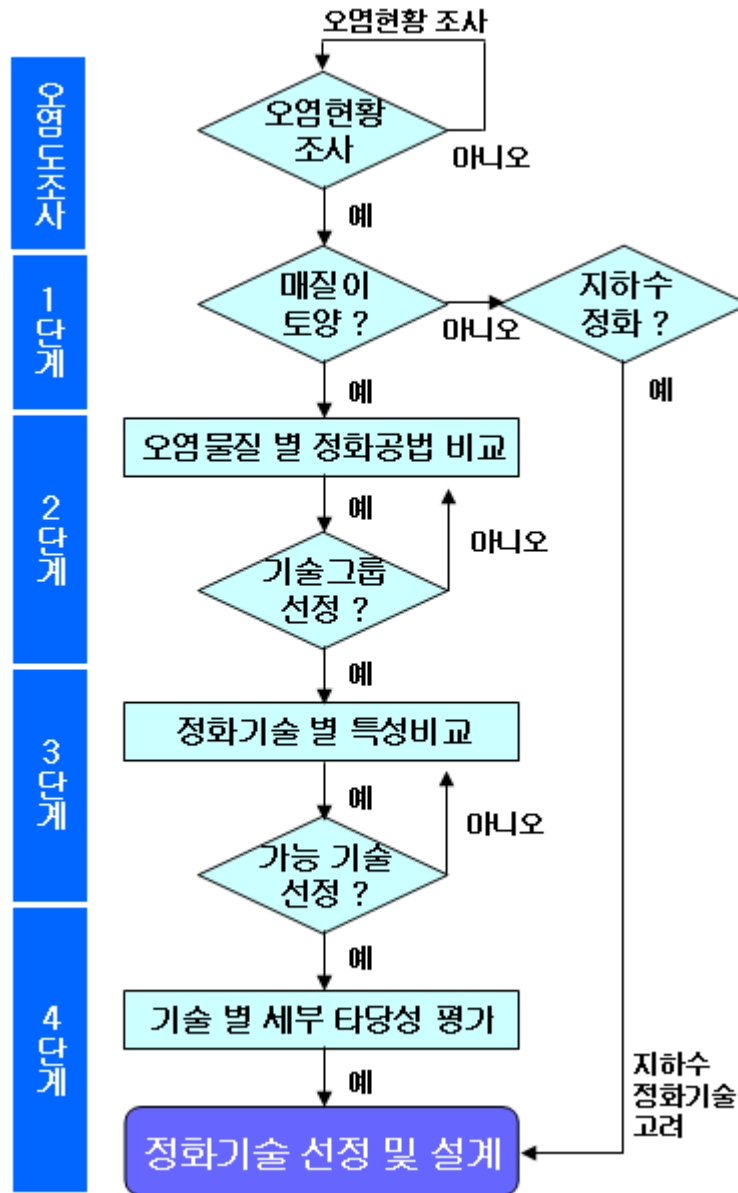 오염현황 조사
오염도조사
오염현황
조사
아니오
예
1단계
매질이
토양 ?
아니오
지하수
정화 ?
예
예
2단계
오염물질 별 정화공법 비교
예
아니오
기술그룹
선정 ?
예
3단계
정화기술 별 특성비교
예
아니오
가능 기술
선정 ?
예
4단계
기술 별 세부 타당성 평가
예
지하수
정화기술
고려
정화기술 선정 및 설계